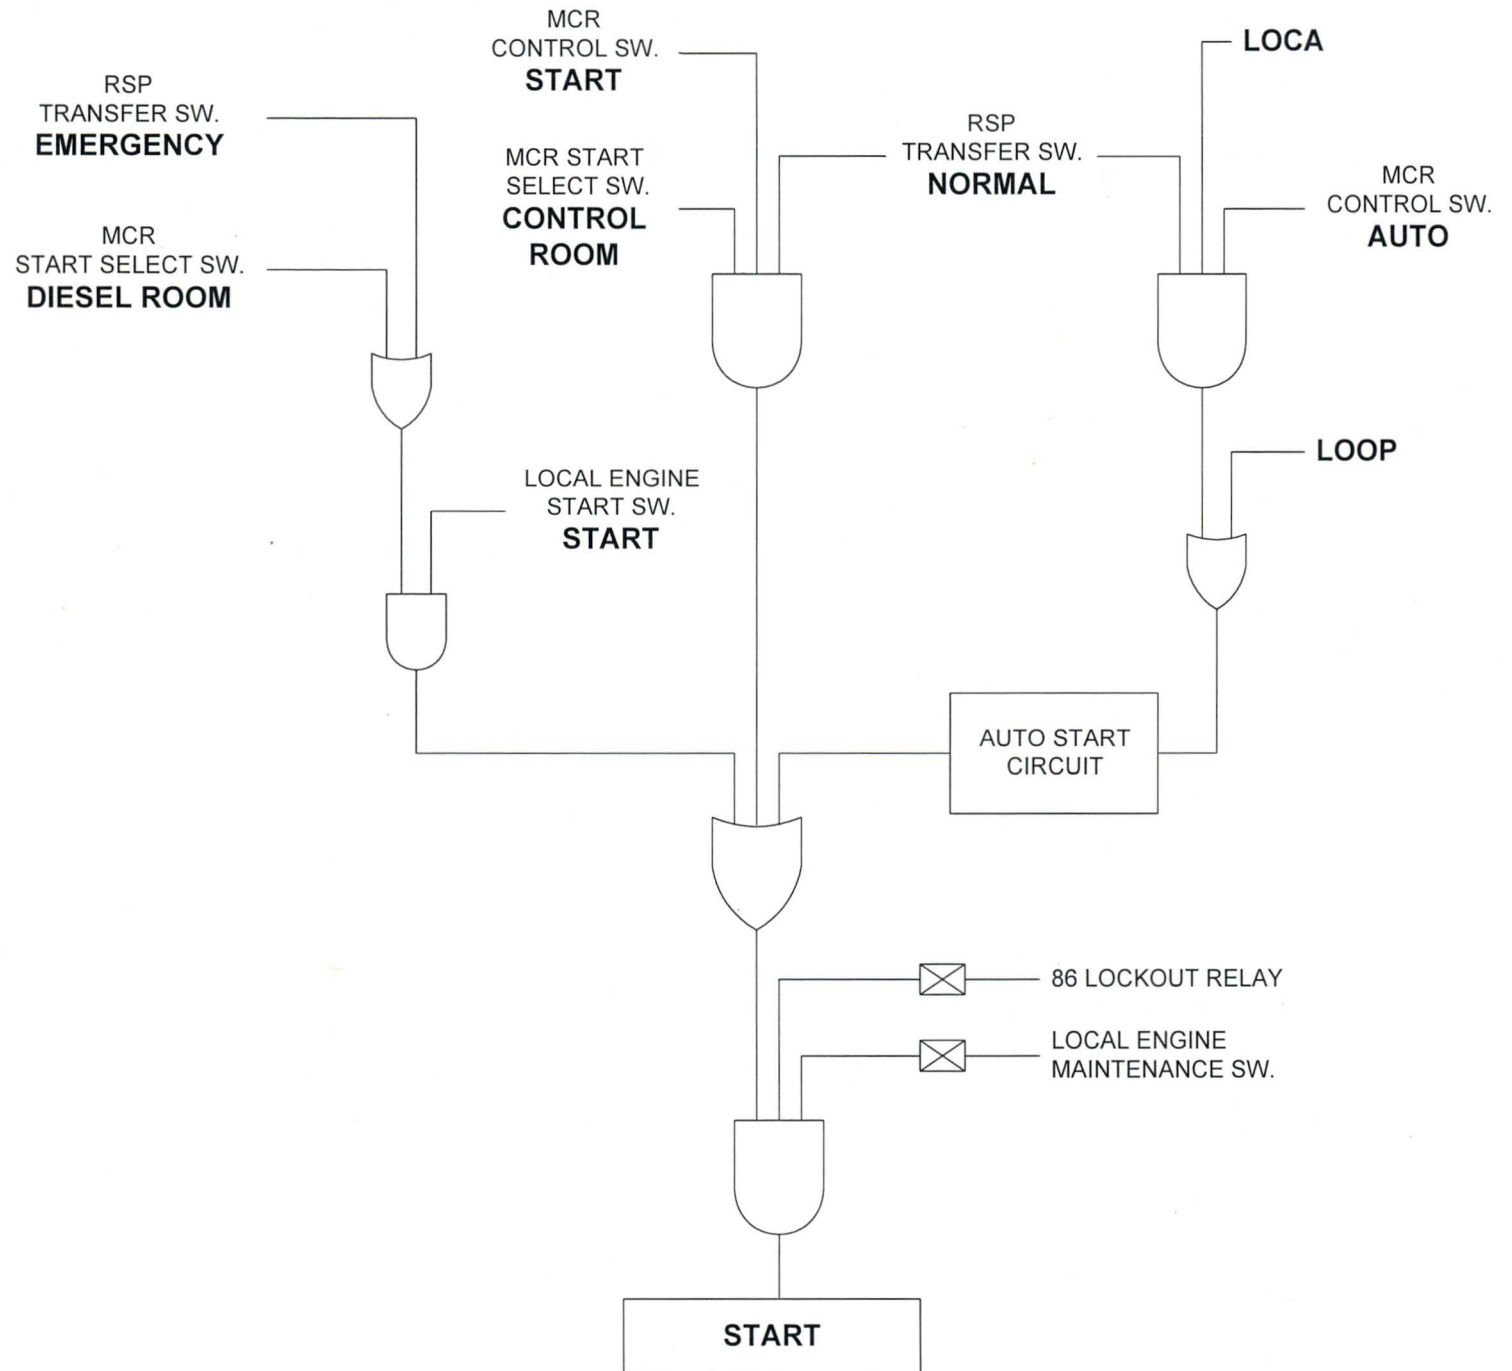 MCR
CONTROL SW.
START
LOCA
RSP
TRANSFER SW.
EMERGENCY
RSP
TRANSFER SW.
NORMAL
MCR START
SELECT SW.
CONTROL
ROOM
MCR
CONTROL SW.
AUTO
MCR
START SELECT SW.
DIESEL ROOM
LOOP
LOCAL ENGINE
START SW.
START
AUTO START
CIRCUIT
86 LOCKOUT RELAY
LOCAL ENGINE
MAINTENANCE SW.
START